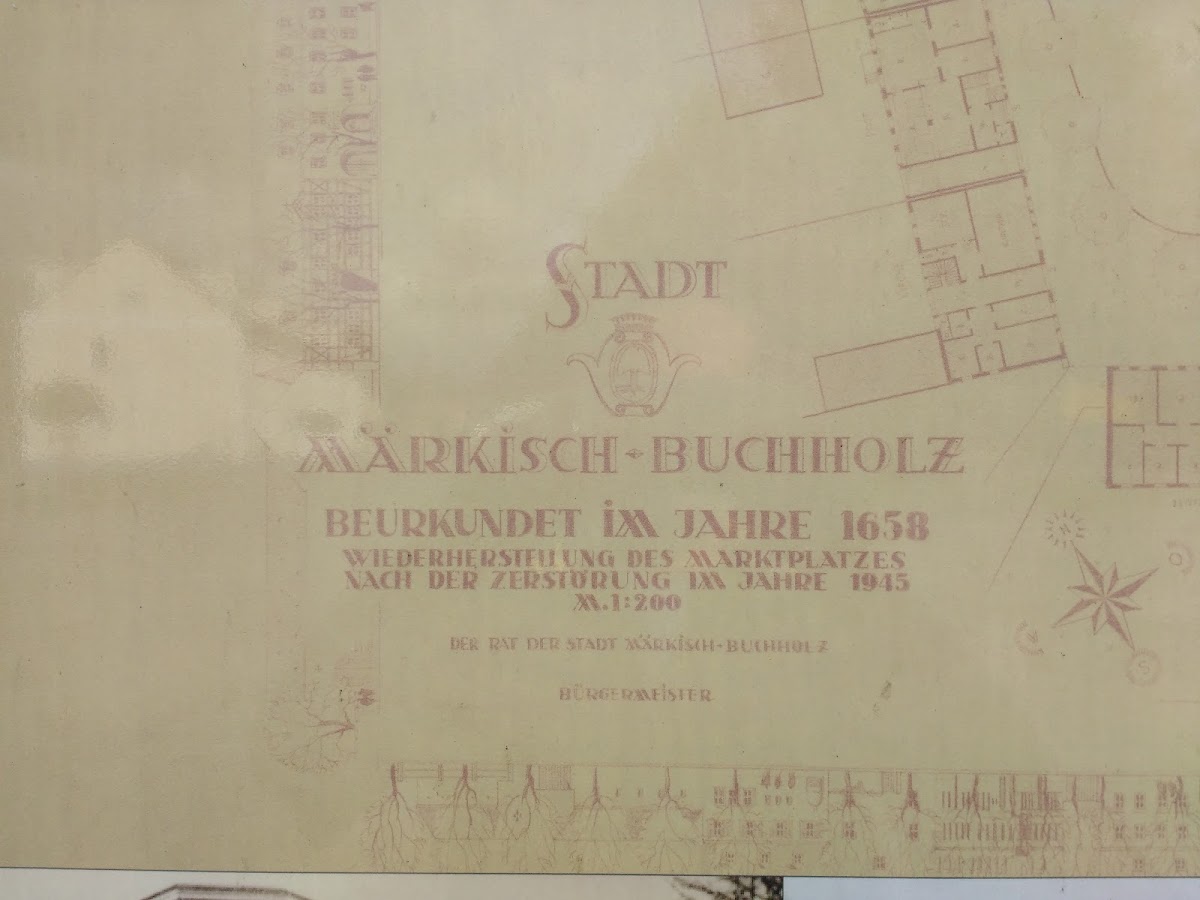 STADT
MÄRKISCH-BUCHHOLZ
BEURKUNDET IM JAHRE 1658
WIEDERHERSTELLUNG DES MARKTPLATZES
NACH DER ZERSTÖRUNG IM JAHRE 1945
M.1:200
DER RAT DER STADT MÄRKISCH-BUCHHOLZ
BÜRGERMEISTER
N
O
W
S